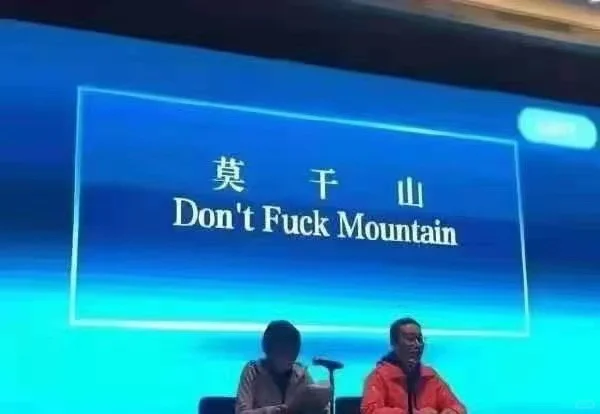 莫干山
Don't Fuck Mountain